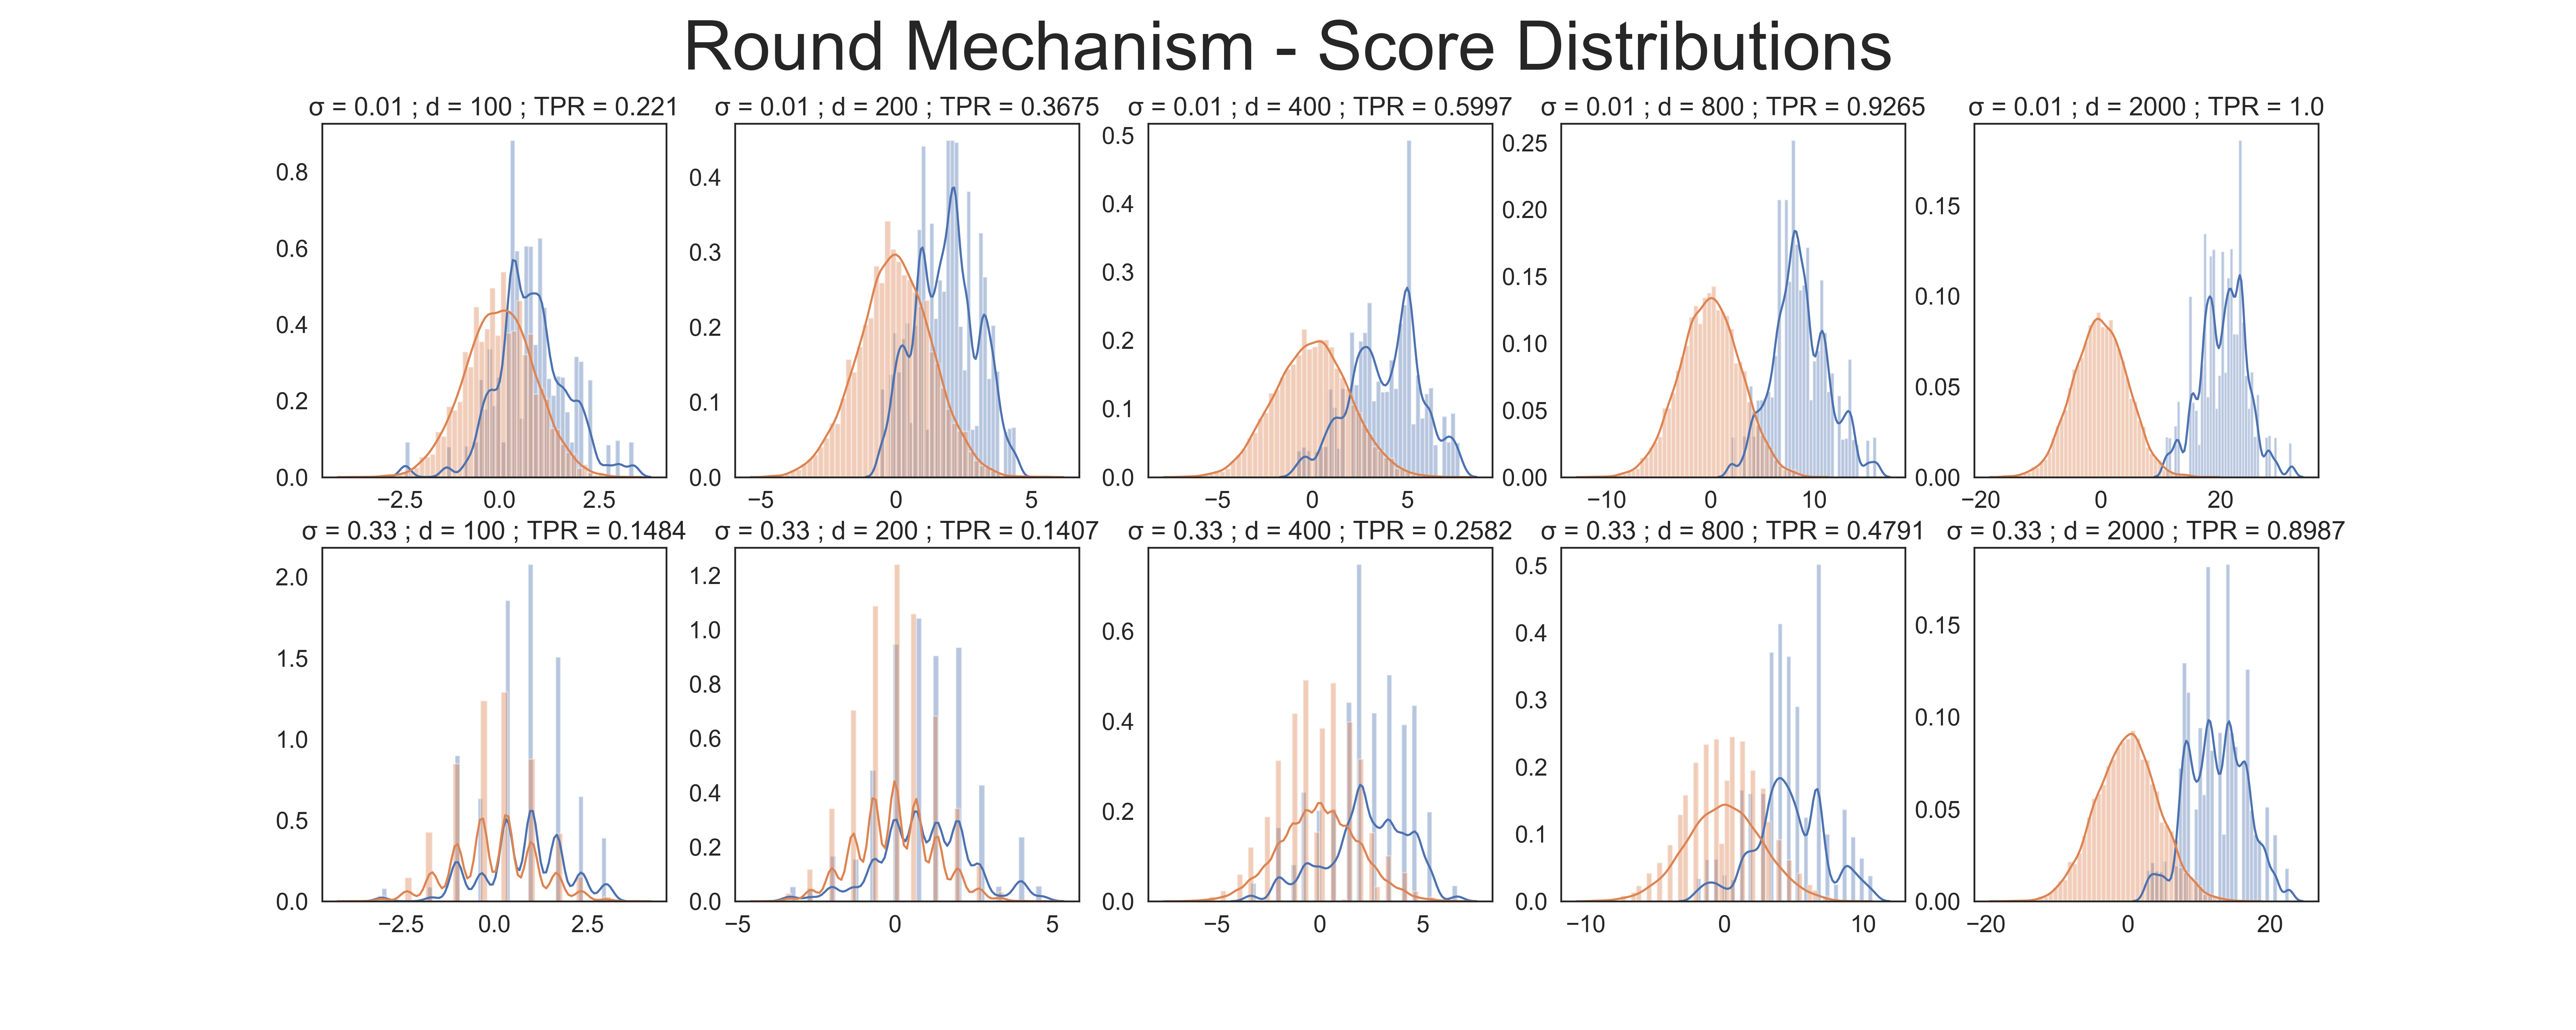 Round Mechanism - Score Distributions
σ = 0.01 ; d = 100 ; TPR = 0.221
σ = 0.01 ; d = 200 ; TPR = 0.3675
σ = 0.01 ; d = 400 ; TPR = 0.5997
σ = 0.01 ; d = 800 ; TPR = 0.9265
σ = 0.01 ; d = 2000 ; TPR = 1.0
0.8
0.6
0.4
0.2
0.0
−2.5 0.0 2.5
0.4
0.3
0.2
0.1
0.0
−5 0 5
0.5
0.4
0.3
0.2
0.1
0.0
−5 0 5
0.25
0.20
0.15
0.10
0.05
0.00
−10 0 10
0.15
0.10
0.05
0.00
−20 0 20
σ = 0.33 ; d = 100 ; TPR = 0.1484
σ = 0.33 ; d = 200 ; TPR = 0.1407
σ = 0.33 ; d = 400 ; TPR = 0.2582
σ = 0.33 ; d = 800 ; TPR = 0.4791
σ = 0.33 ; d = 2000 ; TPR = 0.8987
2.0
1.5
1.0
0.5
0.0
−2.5 0.0 2.5
1.2
1.0
0.8
0.6
0.4
0.2
0.0
−5 0 5
0.6
0.4
0.2
0.0
−5 0 5
0.5
0.4
0.3
0.2
0.1
0.0
−10 0 10
0.15
0.10
0.05
0.00
−20 0 20